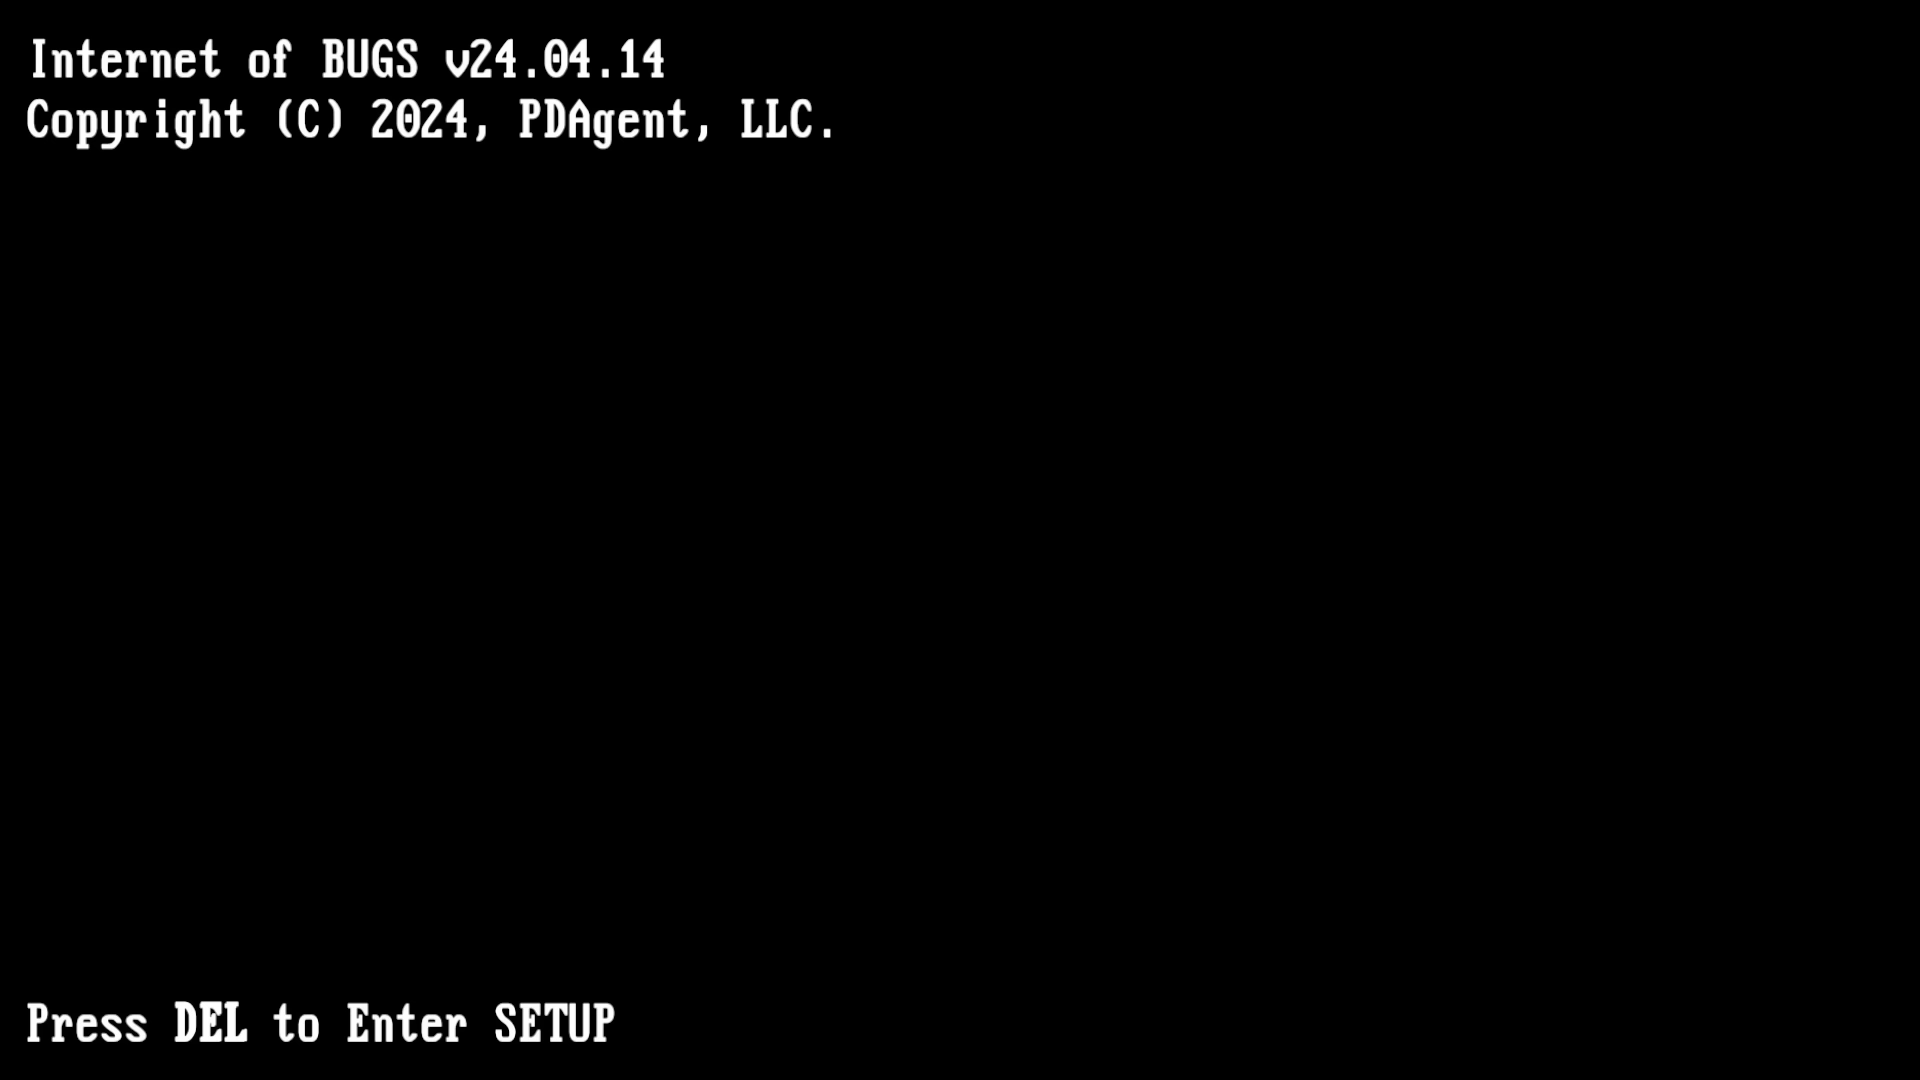 Internet of BUGS v24.04.14
Copyright (C) 2024, PDAgent, LLC.
Press DEL to Enter SETUP